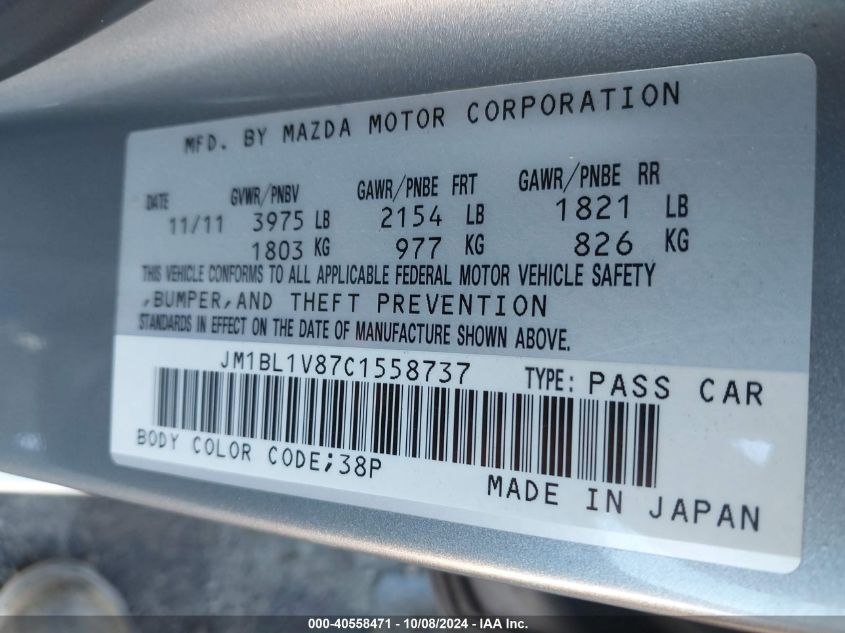 MFD. BY MAZDA MOTOR CORPORATION
DATE GVWR/PNBV GAWR/PNBE FRT GAWR/PNBE RR
11/11 3975 LB 2154 LB 1821 LB
1803 KG 977 KG 826 KG
THIS VEHICLE CONFORMS TO ALL APPLICABLE FEDERAL MOTOR VEHICLE SAFETY
,BUMPER,AND THEFT PREVENTION
STANDARDS IN EFFECT ON THE DATE OF MANUFACTURE SHOWN ABOVE.
JM1BL1V87C1558737 TYPE: PASS CAR
BODY COLOR CODE;38P
MADE IN JAPAN
000-40558471 - 10/08/2024 - IAA Inc.